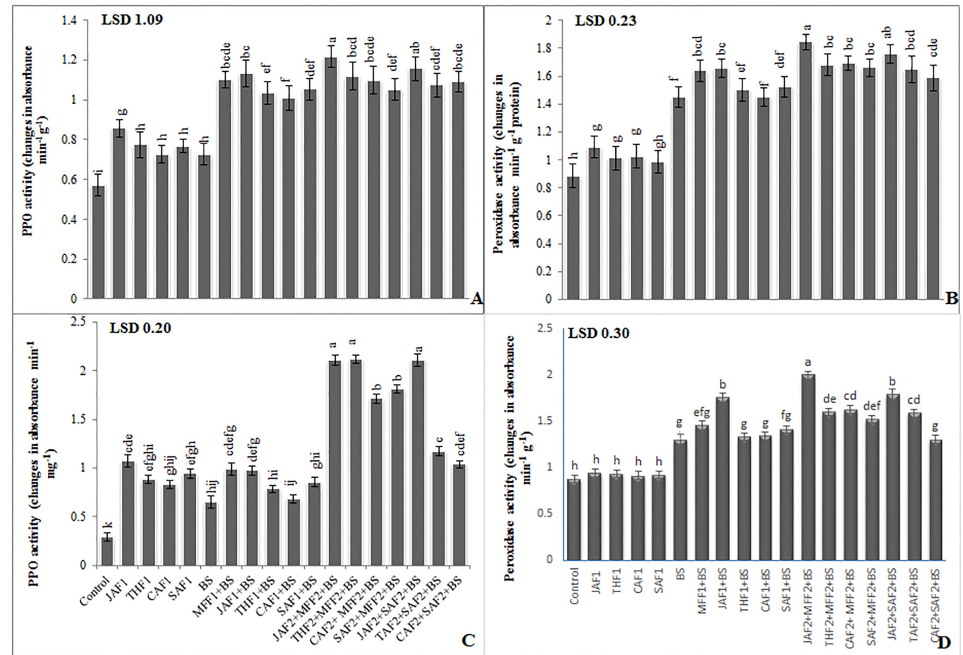 LSD 1.09
PPO activity (changes in absorbance
min-1 g-1)
1.4
1.2
1
0.8
0.6
0.4
0.2
0
g
h
h
h
h
bcde
abc
ef
f
def
a
bcd
bcde
def
ab
cdef
bcde
A
LSD 0.23
Peroxidase activity (changes in
absorbance min-1 g-1 protein)
2
1.8
1.6
1.4
1.2
1
0.8
0.6
0.4
0.2
0
h
g
g
g
gh
f
bcd
bc
ef
f
def
a
bc
bc
bc
ab
bcd
cde
B
LSD 0.20
PPO activity (changes in absorbance min-1
mg-1)
2.5
2
1.5
1
0.5
0
k
cde
efghi
ghij
efgh
hij
cdefg
defg
hi
ij
ghi
a
a
b
b
a
c
cdef
Control
JAF1
THF1
CAF1
SAF1
BS
MFF1+BS
JAF1+BS
THF1+BS
CAF1+BS
SAF1+BS
JAF2+MFF2+BS
THF2+MFF2+BS
CAF2+ MFF2+BS
SAF2+MFF2+BS
JAF2+SAF2+BS
TAF2+SAF2+BS
CAF2+SAF2+BS
C
LSD 0.30
Peroxidase activity (changes in absorbance
min-1 g-1)
2.5
2
1.5
1
0.5
0
h
h
h
h
h
g
efg
b
g
g
fg
a
de
cd
def
b
cd
g
Control
JAF1
THF1
CAF1
SAF1
BS
MFF1+BS
JAF1+BS
THF1+BS
CAF1+BS
SAF1+BS
JAF2+MFF2+BS
THF2+MFF2+BS
CAF2+ MFF2+BS
SAF2+MFF2+BS
JAF2+SAF2+BS
TAF2+SAF2+BS
CAF2+SAF2+BS
D